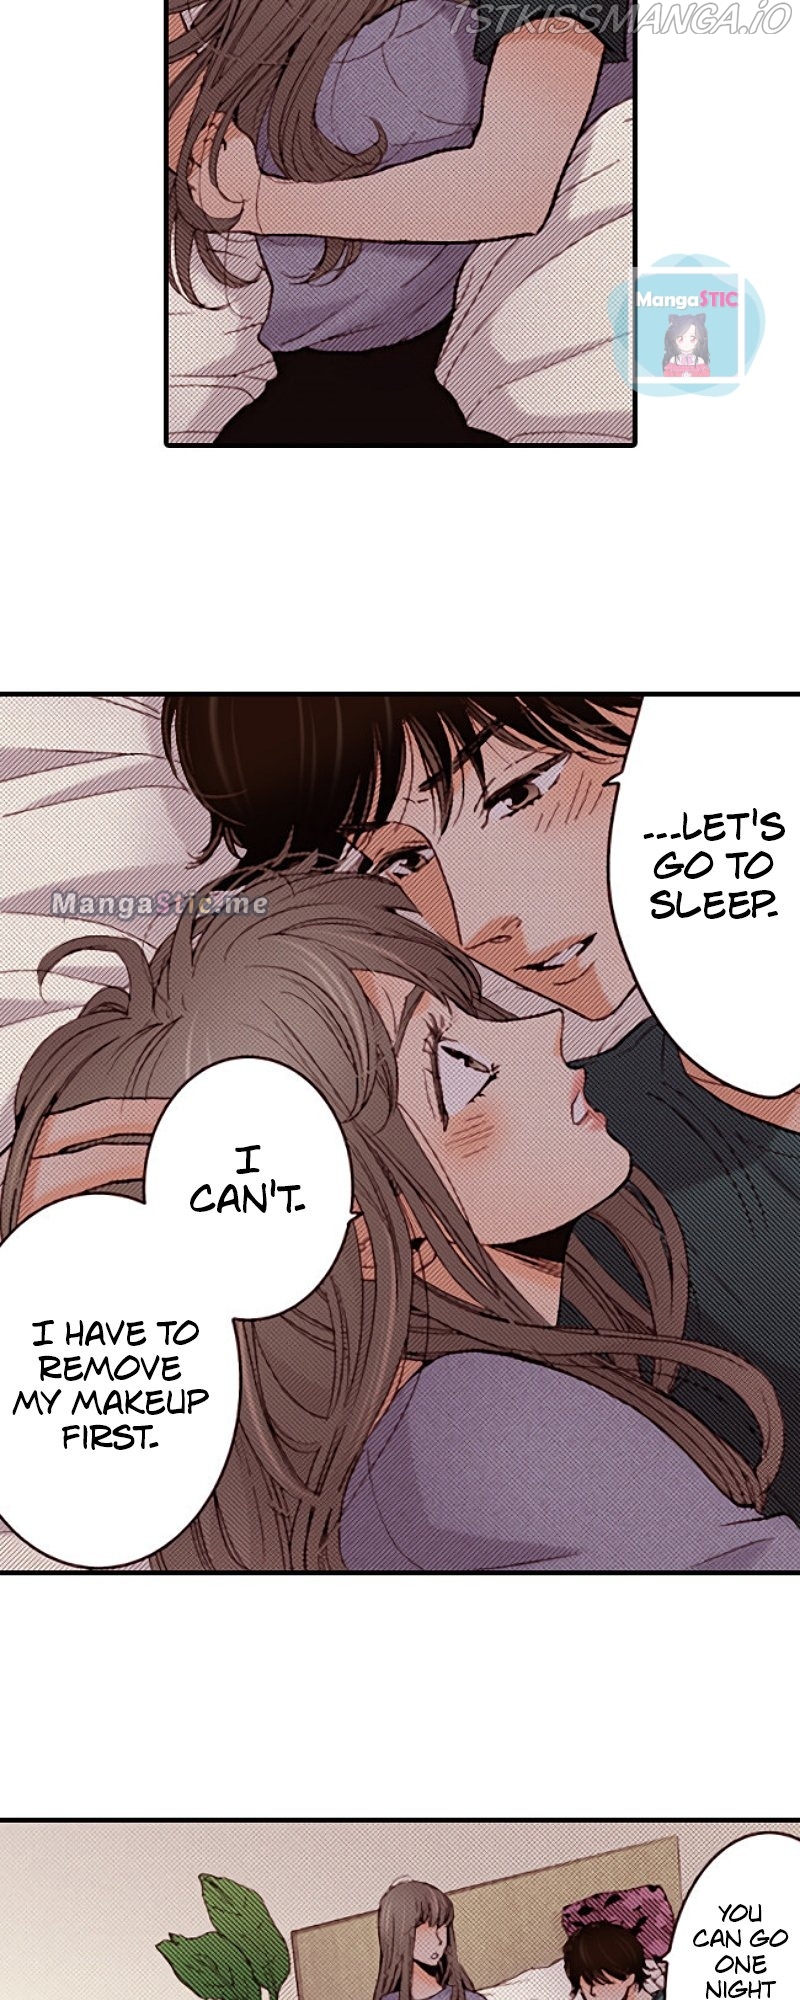 1STKISSMANGA.IO
MangaSTIC
...LET'S
GO TO
SLEEP.
MangaStic.me
I
CAN'T.
I HAVE TO
REMOVE
MY MAKEUP
FIRST.
YOU
CAN GO
ONE
NIGHT